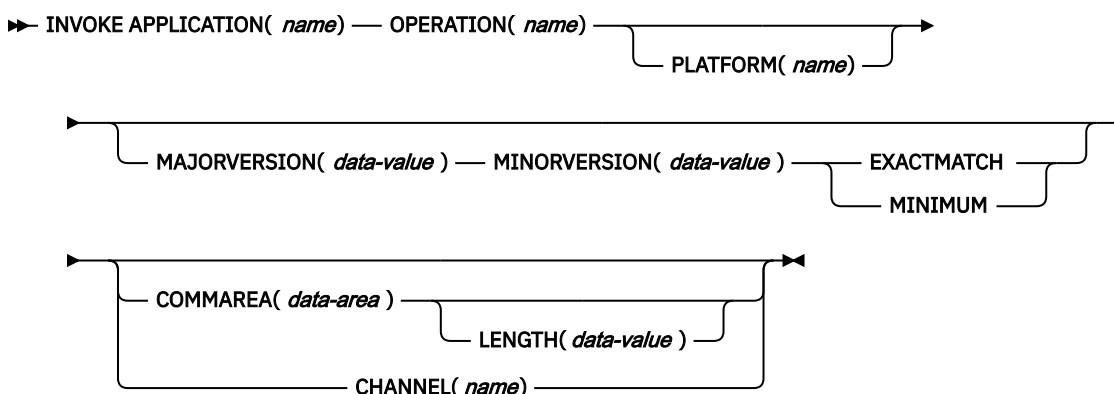 INVOKE APPLICATION( name) OPERATION( name)
PLATFORM( name)
MAJORVERSION( data-value ) MINORVERSION( data-value ) EXACTMATCH
MINIMUM
COMMAREA( data-area )
LENGTH( data-value )
CHANNEL( name)